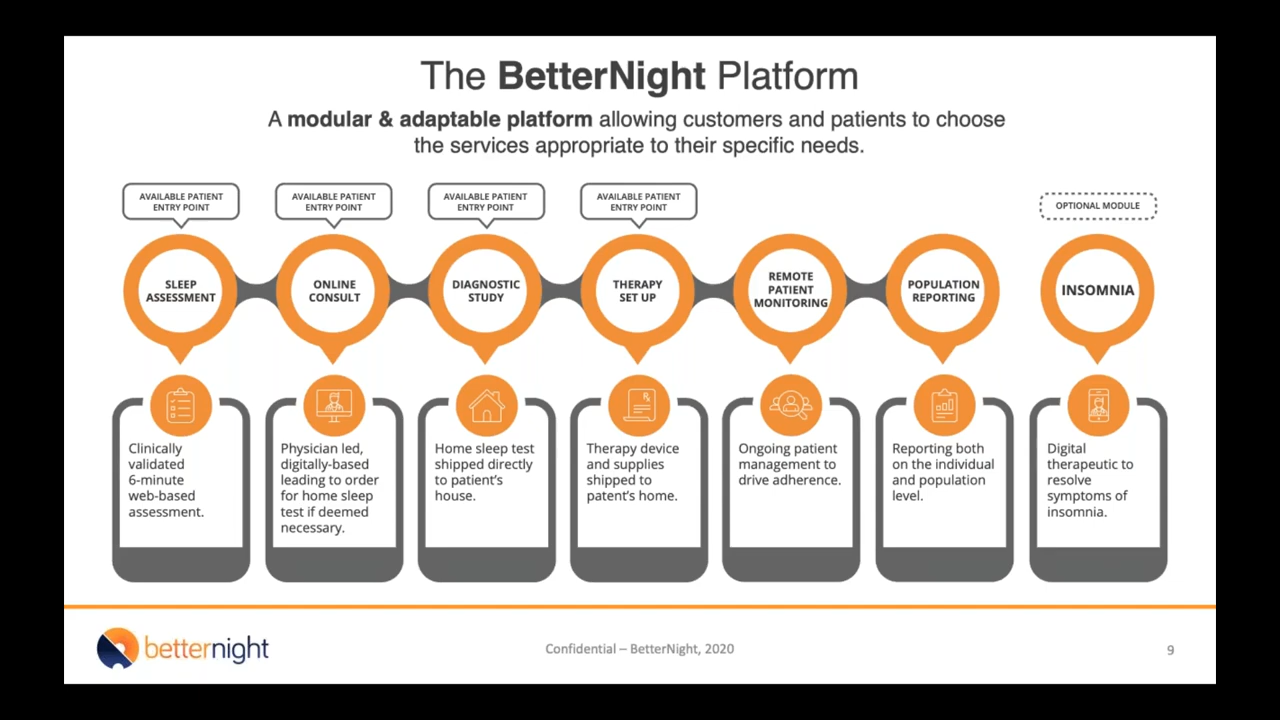 The BetterNight Platform
A modular & adaptable platform allowing customers and patients to choose
the services appropriate to their specific needs.
AVAILABLE PATIENT
ENTRY POINT
AVAILABLE PATIENT
ENTRY POINT
AVAILABLE PATIENT
ENTRY POINT
AVAILABLE PATIENT
ENTRY POINT
OPTIONAL MODULE
SLEEP
ASSESSMENT
ONLINE
CONSULT
DIAGNOSTIC
STUDY
THERAPY
SET UP
REMOTE
PATIENT
MONITORING
POPULATION
REPORTING
INSOMNIA
Clinically
validated
6-minute
web-based
assessment.
Physician led,
digitally-based
leading to order
for home sleep
test if deemed
necessary.
Home sleep test
shipped directly
to patient's
house.
Rx
Therapy device
and supplies
shipped to
patent's home.
Ongoing patient
management to
drive adherence.
Reporting both
on the individual
and population
level.
Digital
therapeutic to
resolve
symptoms of
insomnia.
betternight
Confidential – BetterNight, 2020
9